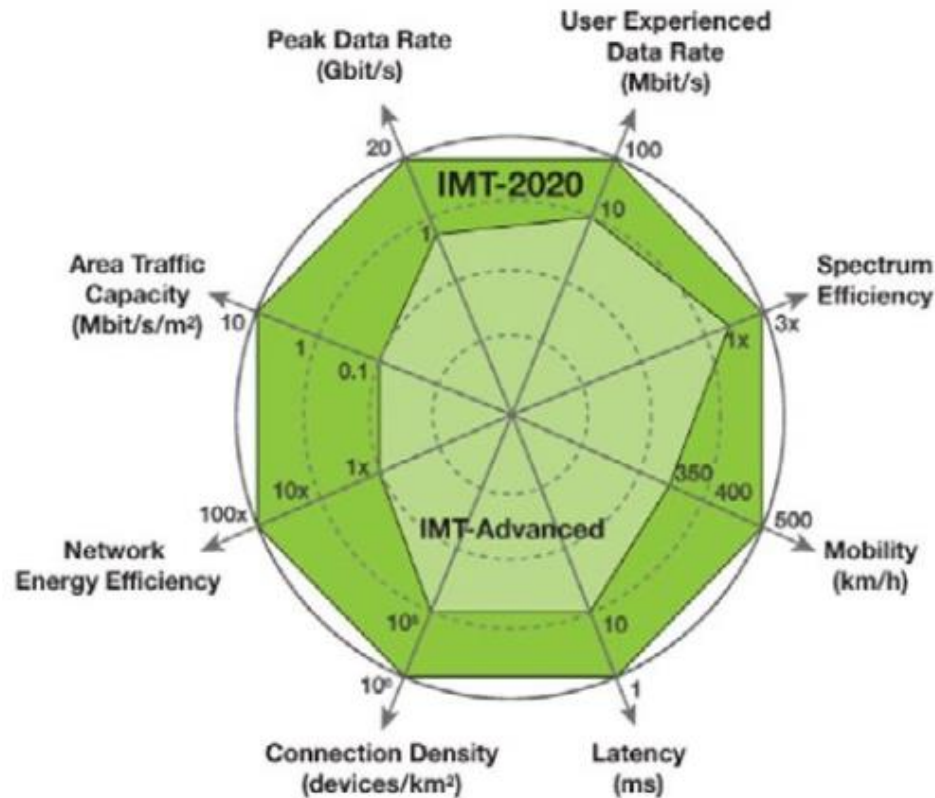 Peak Data Rate
(Gbit/s)
User Experienced
Data Rate
(Mbit/s)
20
100
IMT-2020
1
10
Area Traffic
Capacity
(Mbit/s/m²)
Spectrum
Efficiency
10
1
0.1
1x
3x
1x
10x
100x
350
400
500
IMT-Advanced
Network
Energy Efficiency
Mobility
(km/h)
10⁵
10
10⁶
1
Connection Density
(devices/km²)
Latency
(ms)